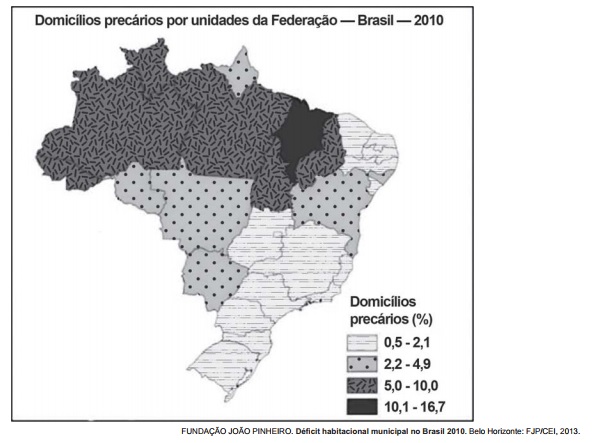 Domicílios precários por unidades da Federação — Brasil — 2010
Domicílios
precários (%)
0,5 - 2,1
2,2 - 4,9
5,0 - 10,0
10,1 - 16,7
FUNDAÇÃO JOÃO PINHEIRO. Déficit habitacional municipal no Brasil 2010. Belo Horizonte: FJP/CEI, 2013.